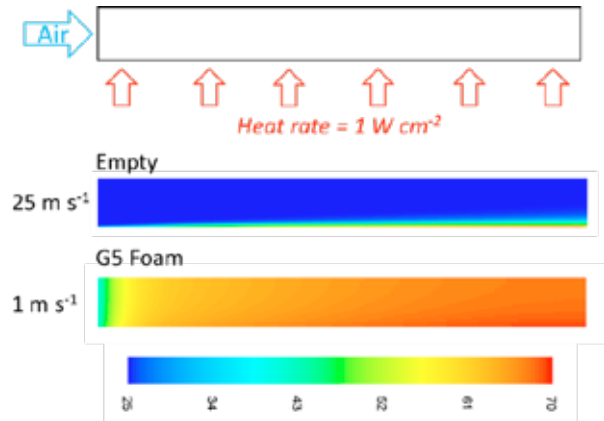 Air
Heat rate = 1 W cm⁻²
Empty
25 m s⁻¹
G5 Foam
1 m s⁻¹
25 34 43 52 61 70